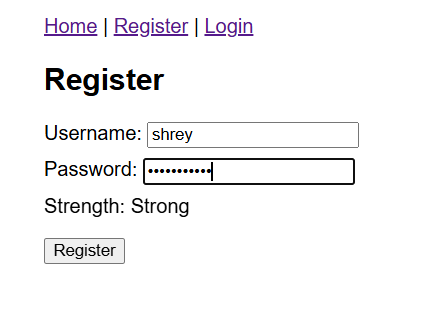 Home | Register | Login
Register
Username: shrey
Password: •••••••••••
Strength: Strong
Register